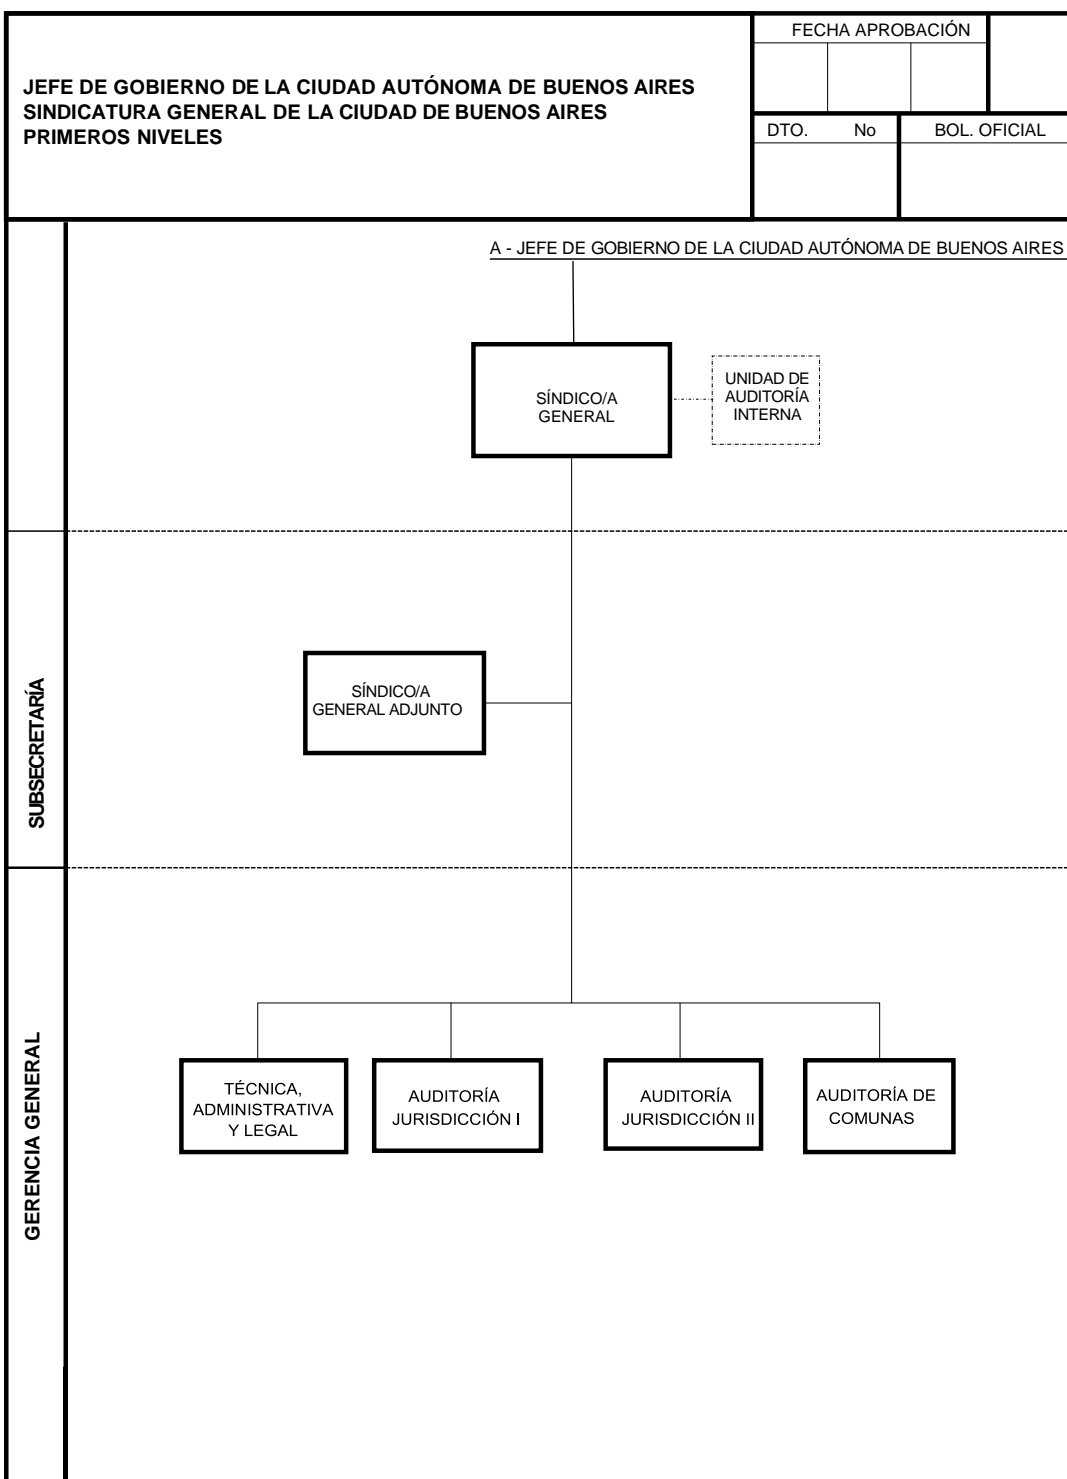 JEFE DE GOBIERNO DE LA CIUDAD AUTÓNOMA DE BUENOS AIRES
SINDICATURA GENERAL DE LA CIUDAD DE BUENOS AIRES
PRIMEROS NIVELES
FECHA APROBACIÓN
DTO. No
BOL. OFICIAL
A - JEFE DE GOBIERNO DE LA CIUDAD AUTÓNOMA DE BUENOS AIRES
SÍNDICO/A
GENERAL
UNIDAD DE
AUDITORÍA
INTERNA
SUBSECRETARÍA
SÍNDICO/A
GENERAL ADJUNTO
GERENCIA GENERAL
TÉCNICA,
ADMINISTRATIVA
Y LEGAL
AUDITORÍA
JURISDICCIÓN I
AUDITORÍA
JURISDICCIÓN II
AUDITORÍA DE
COMUNAS